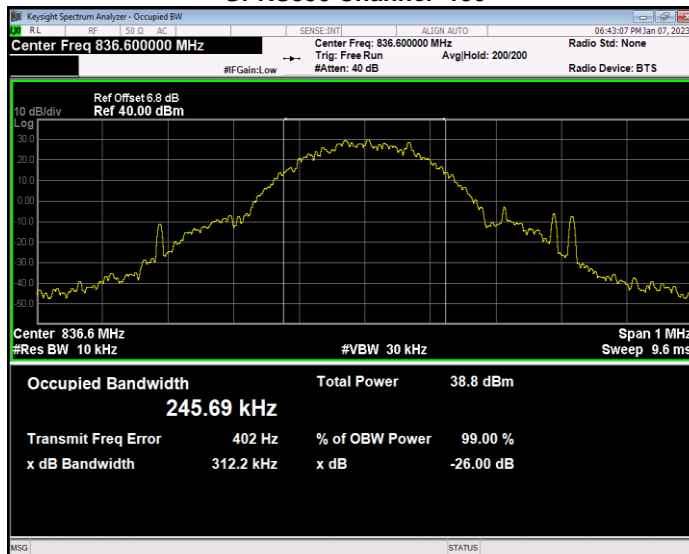 Keysight Spectrum Analyzer - Occupied BW
RL RF 50 Ω AC SENSE:INT ALIGN AUTO 06:43:07 PM Jan 07, 2023
Center Freq 836.600000 MHz Center Freq: 836.600000 MHz Radio Std: None
Trig: Free Run Avg|Hold: 200/200
#IFGain:Low #Atten: 40 dB Radio Device: BTS
Ref Offset 6.8 dB
10 dB/div Ref 40.00 dBm
Log
30.0
20.0
10.0
0.00
-10.0
-20.0
-30.0
-40.0
-50.0
Center 836.6 MHz Span 1 MHz
#Res BW 10 kHz #VBW 30 kHz Sweep 9.6 ms
Occupied Bandwidth Total Power 38.8 dBm
245.69 kHz
Transmit Freq Error 402 Hz % of OBW Power 99.00 %
x dB Bandwidth 312.2 kHz x dB -26.00 dB
MSG STATUS